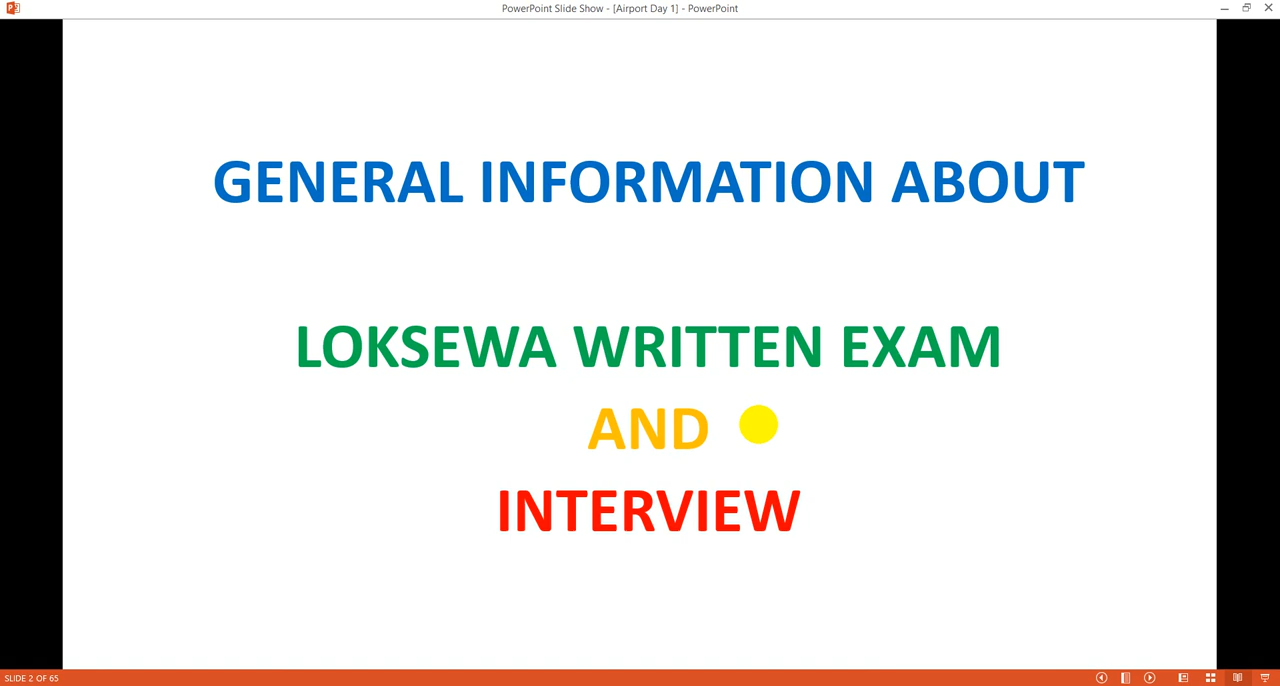 PowerPoint Slide Show - [Airport Day 1] - PowerPoint
GENERAL INFORMATION ABOUT
LOKSEWA WRITTEN EXAM
AND
INTERVIEW
SLIDE 2 OF 65